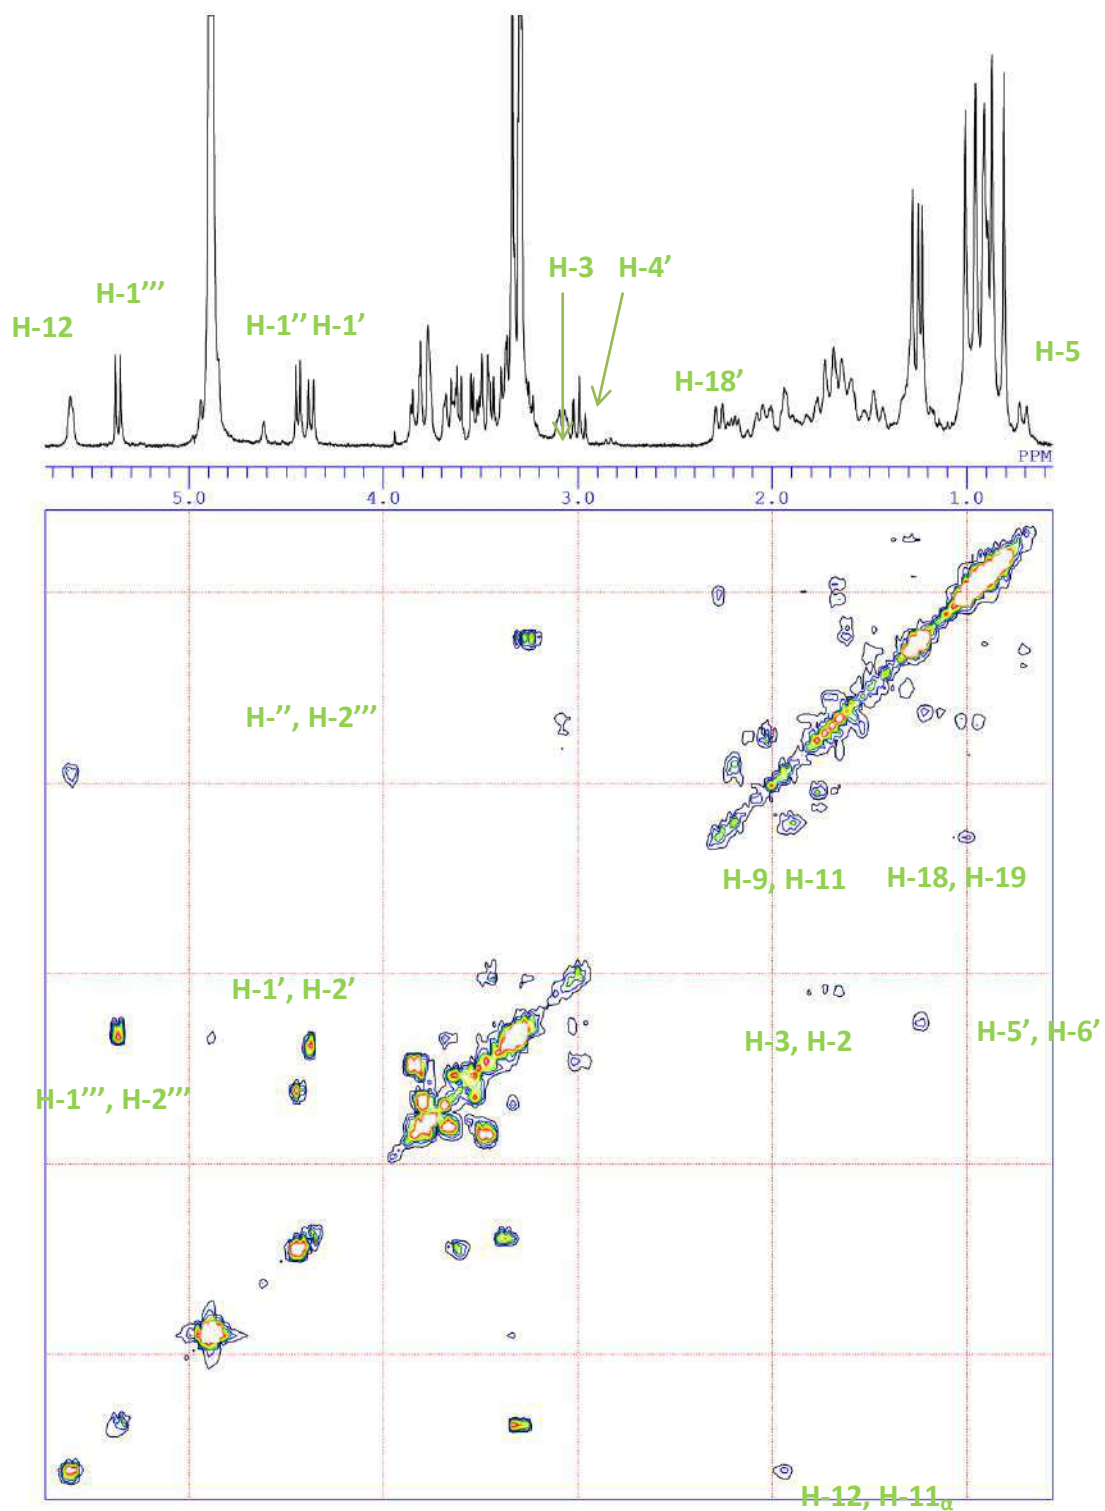 H-3 H-4’
H-1’’’
H-12 H-1’’ H-1’
H-5
H-18’
PPM
5.0 4.0 3.0 2.0 1.0
H-’’, H-2’’’
H-9, H-11 H-18, H-19
H-1’, H-2’
H-3, H-2 H-5’, H-6’
H-1’’’, H-2’’’
H-12, H-11α